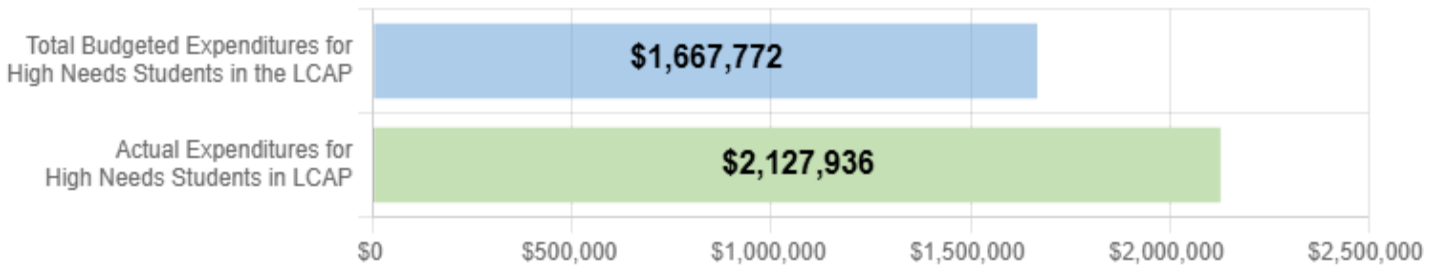 Total Budgeted Expenditures for
High Needs Students in the LCAP
$1,667,772
Actual Expenditures for
High Needs Students in LCAP
$2,127,936
$0 $500,000 $1,000,000 $1,500,000 $2,000,000 $2,500,000